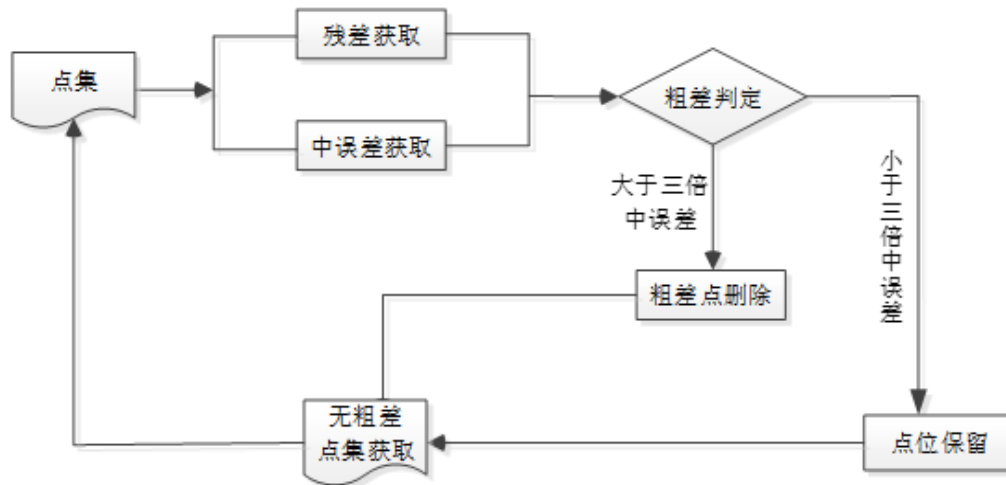 残差获取
点集
粗差判定
中误差获取
大于三倍
中误差
小于三倍中误差
粗差点删除
无粗差
点集获取
点位保留